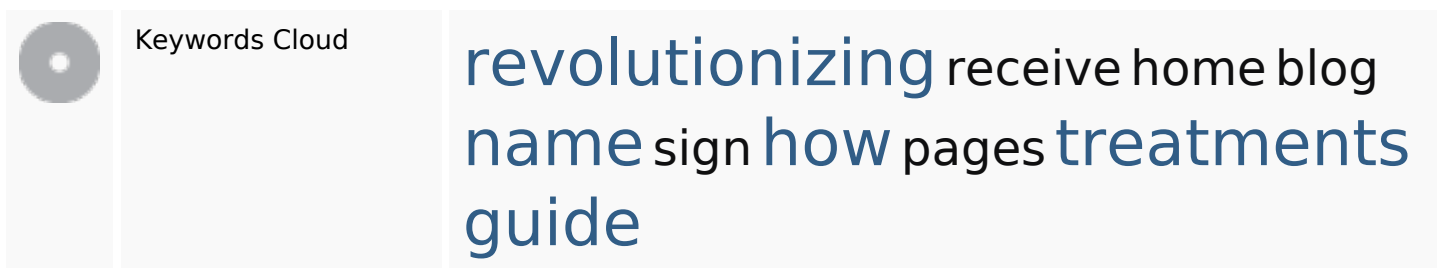 Keywords Cloud
revolutionizing receive home blog
name sign how pages treatments
guide